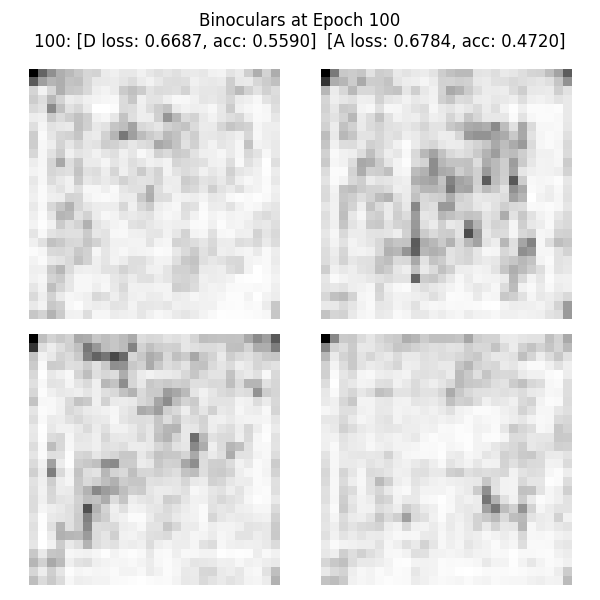 Binoculars at Epoch 100
100: [D loss: 0.6687, acc: 0.5590]  [A loss: 0.6784, acc: 0.4720]